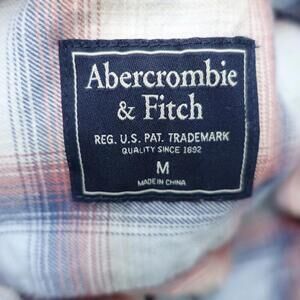 Abercrombie
& Fitch
REG. U.S. PAT. TRADEMARK
QUALITY SINCE 1892
M
MADE IN CHINA